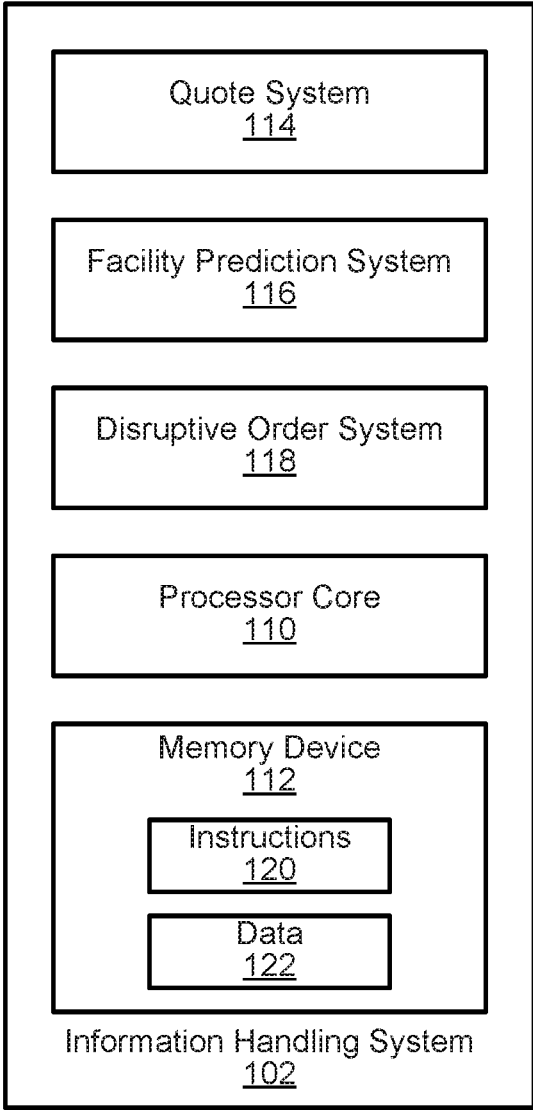 Quote System
114
Facility Prediction System
116
Disruptive Order System
118
Processor Core
110
Memory Device
112
Instructions
120
Data
122
Information Handling System
102